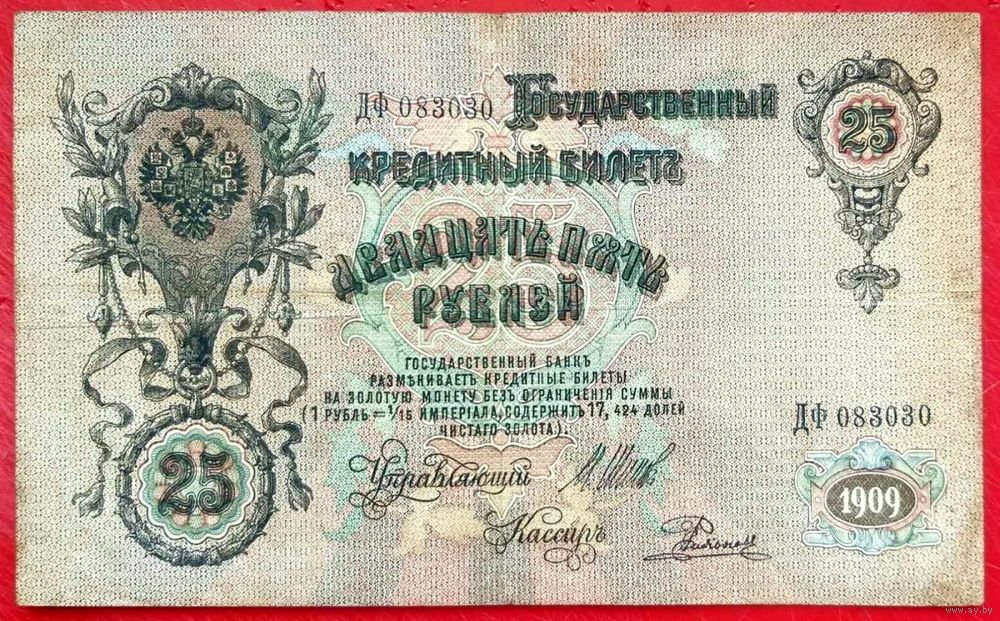 ДФ 083030 Государственный
Кредитный Билетъ
25
Двадцать пять
рублей
Государственный Банкъ
размѣниваетъ кредитные билеты
на золотую монету безъ ограниченія суммы
(1 рубль = 1/15 имперіала, содержитъ 17, 424 долей
чистаго золота).
ДФ 083030
25
Управляющій
1909
Кассиръ
www.ay.by